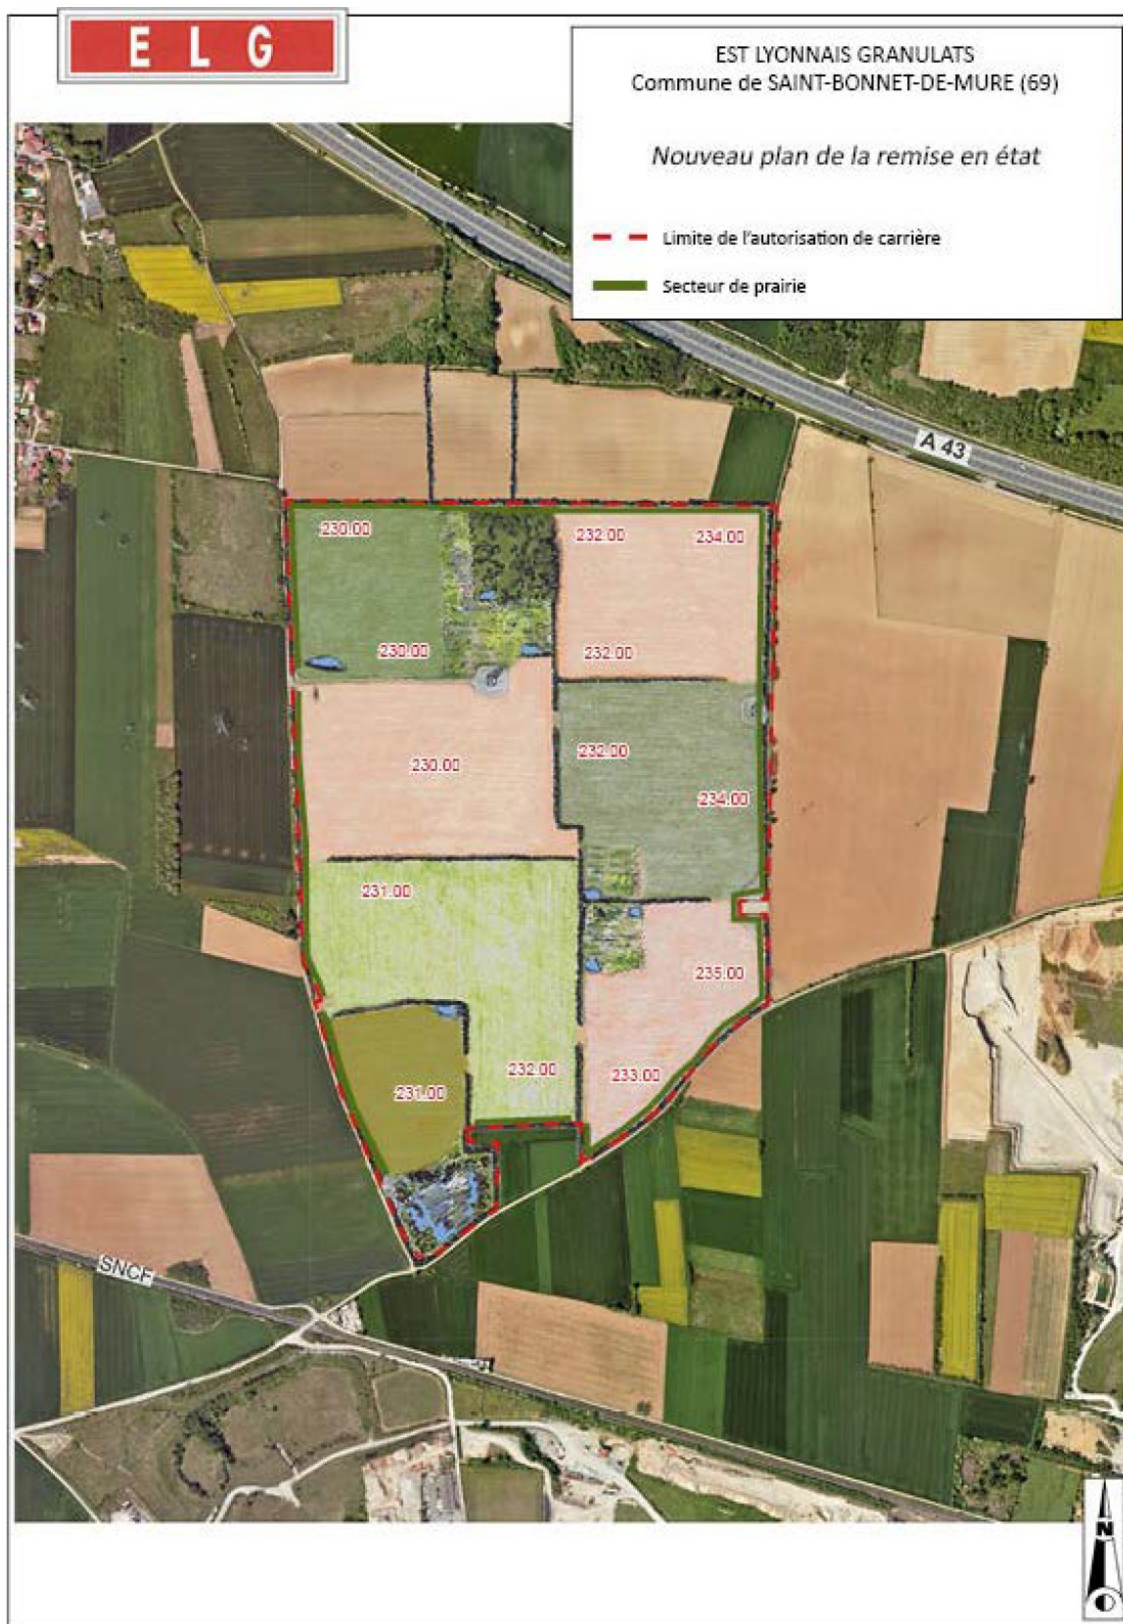 E L G
EST LYONNAIS GRANULATS
Commune de SAINT-BONNET-DE-MURE (69)
Nouveau plan de la remise en état
Limite de l'autorisation de carrière
Secteur de prairie
A 43
230.00
232.00
234.00
230.00
232.00
232.00
230.00
234.00
231.00
235.00
232.00
233.00
231.00
SNCF
N